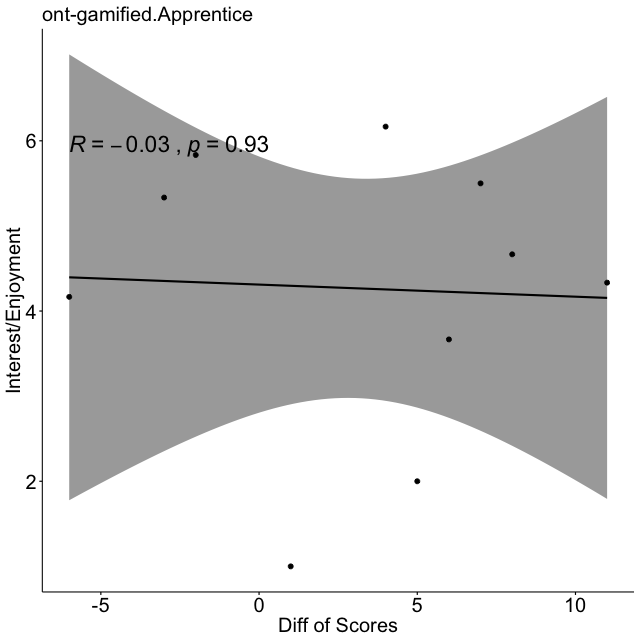 ont-gamified.Apprentice
R = −0.03 , p = 0.93
Interest/Enjoyment
6
4
2
-5 0 5 10
Diff of Scores